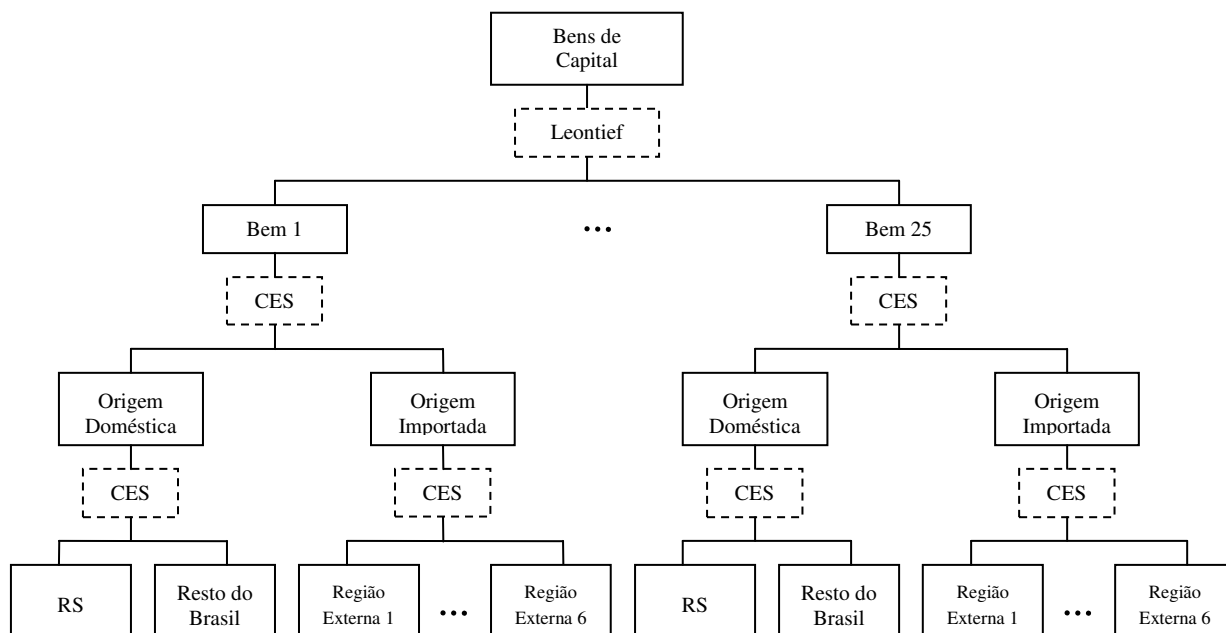 Bens de
Capital
Leontief
Bem 1
...
Bem 25
CES
CES
Origem
Doméstica
Origem
Importada
Origem
Doméstica
Origem
Importada
CES
CES
CES
CES
RS
Resto do
Brasil
Região
Externa 1
...
Região
Externa 6
RS
Resto do
Brasil
Região
Externa 1
...
Região
Externa 6